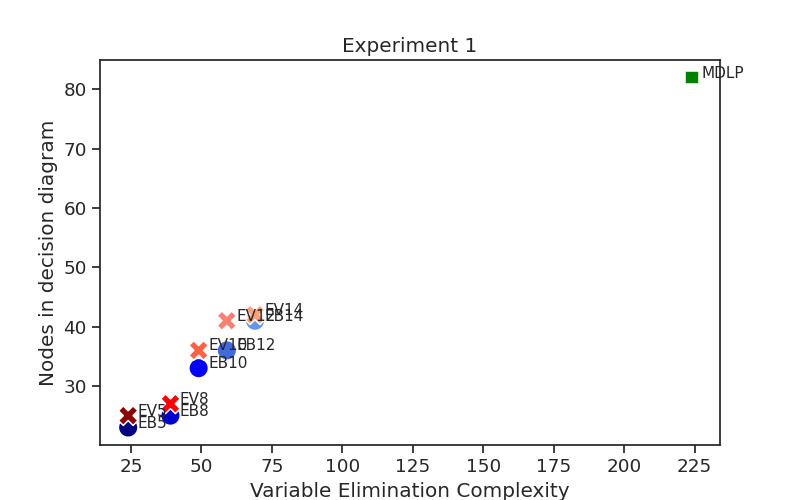 Experiment 1
Nodes in decision diagram
80
70
60
50
40
30
MDLP
EV14
EV12
EB14
EV10
EB12
EB10
EV8
EV5
EB8
EB5
25
50
75
100
125
150
175
200
225
Variable Elimination Complexity